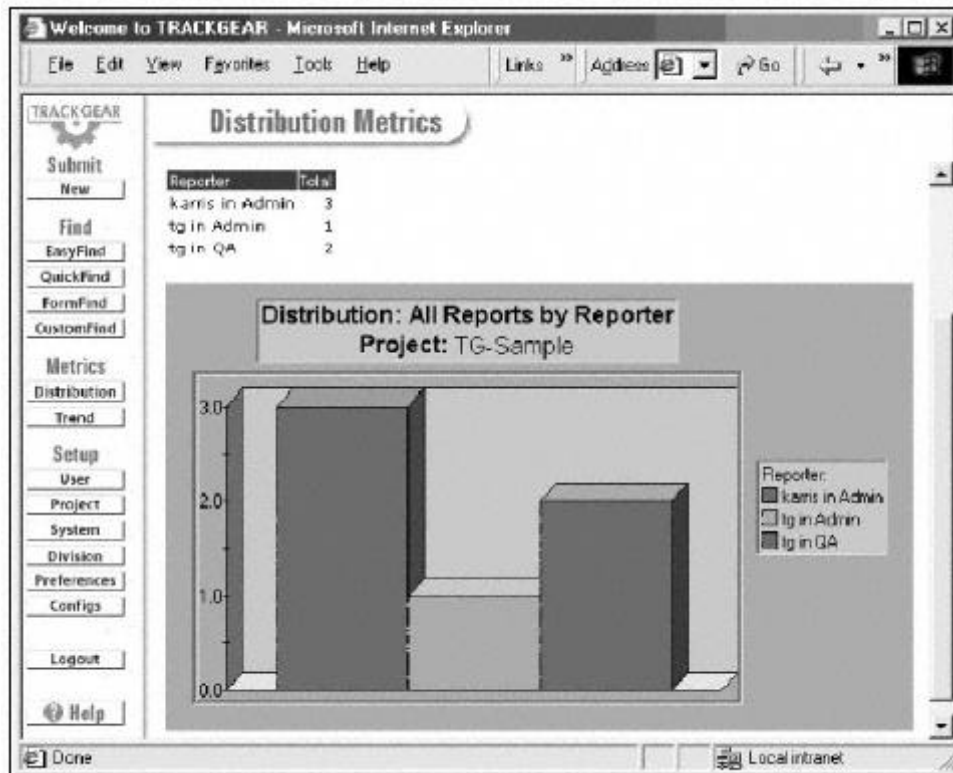 Welcome to TRACKGEAR - Microsoft Internet Explorer
File Edit View Favorites Tools Help Links » Address Go »
TRACKGEAR
Submit
New
Find
EasyFind
QuickFind
FormFind
CustomFind
Metrics
Distribution
Trend
Setup
User
Project
System
Division
Preferences
Configs
Logout
? Help
Distribution Metrics
Reporter Total
karris in Admin 3
tg in Admin 1
tg in QA 2
Distribution: All Reports by Reporter
Project: TG-Sample
3.0
2.0
1.0
0.0
Reporter:
karris in Admin
tg in Admin
tg in QA
Done
Local intranet